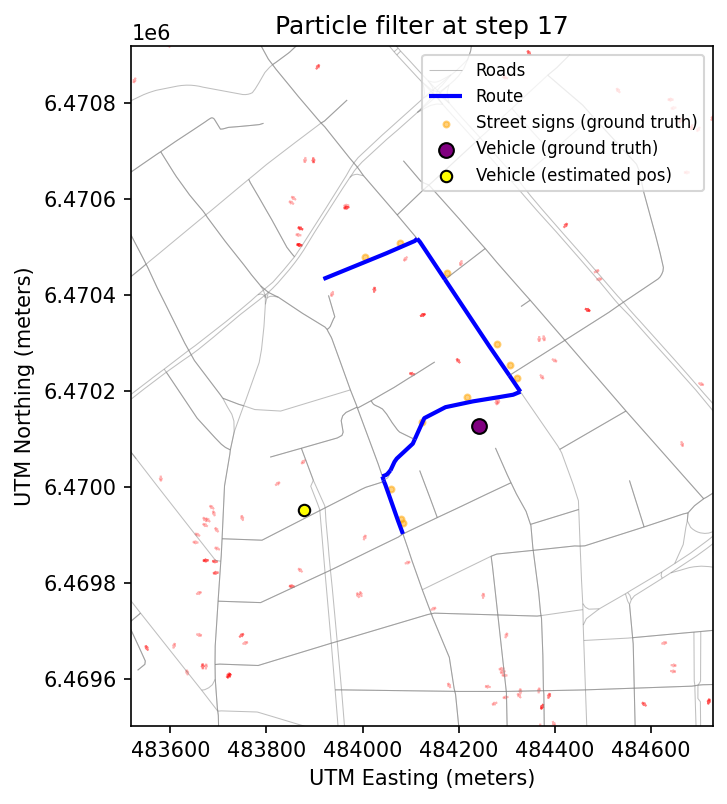 Particle filter at step 17
1e6
Roads
Route
Street signs (ground truth)
Vehicle (ground truth)
Vehicle (estimated pos)
6.4708
6.4706
6.4704
6.4702
6.4700
6.4698
6.4696
UTM Northing (meters)
483600 483800 484000 484200 484400 484600
UTM Easting (meters)